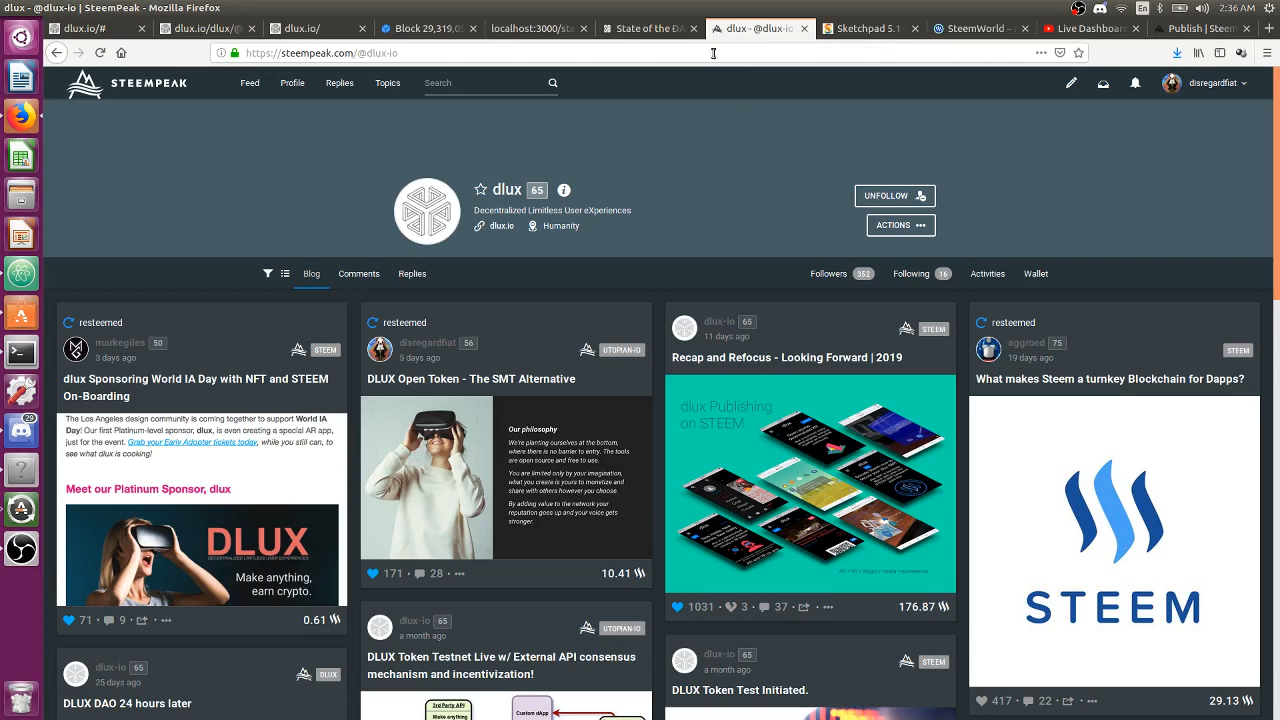 dlux - @dlux-io | SteemPeak - Mozilla Firefox
En
2:36 AM
dlux.io/#
dlux.io/dlux/@
dlux.io/
Block 29,319,05
localhost:3000/sta
State of the ĐA
dlux - @dlux-io
Sketchpad 5.1 -
SteemWorld ~
Live Dashboard
Publish | Steem
https://steempeak.com/@dlux-io
STEEMPEAK
Feed
Profile
Replies
Topics
Search
disregardfiat
dlux 65
Decentralized Limitless User eXperiences
dlux.io
Humanity
UNFOLLOW
ACTIONS
Blog
Comments
Replies
Followers 352
Following 16
Activities
Wallet
resteemed
markegiles 50
3 days ago
STEEM
dlux Sponsoring World IA Day with NFT and STEEM
On-Boarding
The Los Angeles design community is coming together to support World IA
Day! Our first Platinum-level sponsor, dlux, is even creating a special AR app,
just for the event. Grab your Early Adopter tickets today, while you still can, to
see what dlux is cooking!
Meet our Platinum Sponsor, dlux
DLUX
DECENTRALIZED LIMITLESS USER EXPERIENCES
Make anything,
earn crypto.
71 · 9 ·
0.61
dlux-io 65
25 days ago
DLUX
DLUX DAO 24 hours later
resteemed
disregardfiat 56
5 days ago
UTOPIAN-IO
DLUX Open Token - The SMT Alternative
Our philosophy
We're planting ourselves at the bottom,
where there is no barrier to entry. The tools
are open cource and free to use.
You are limited only by your imagination,
what you create is yours to monetize and
share with others however you choose.
By adding value to the network your
reputation goes up and your voice gets
stronger.
171 · 28 ·
10.41
dlux-io 65
a month ago
UTOPIAN-IO
DLUX Token Testnet Live w/ External API consensus
mechanism and incentivization!
3rd Party API
Make anything
Custom dApp
dlux-io 65
11 days ago
STEEM
Recap and Refocus - Looking Forward | 2019
dlux Publishing
on STEEM
AR + VR + dApps + media + experiences
1031 · 3 · 37 ·
176.87
dlux-io 65
a month ago
STEEM
DLUX Token Test Initiated.
resteemed
aggroed 75
19 days ago
STEEM
What makes Steem a turnkey Blockchain for Dapps?
STEEM
417 · 22 ·
29.13